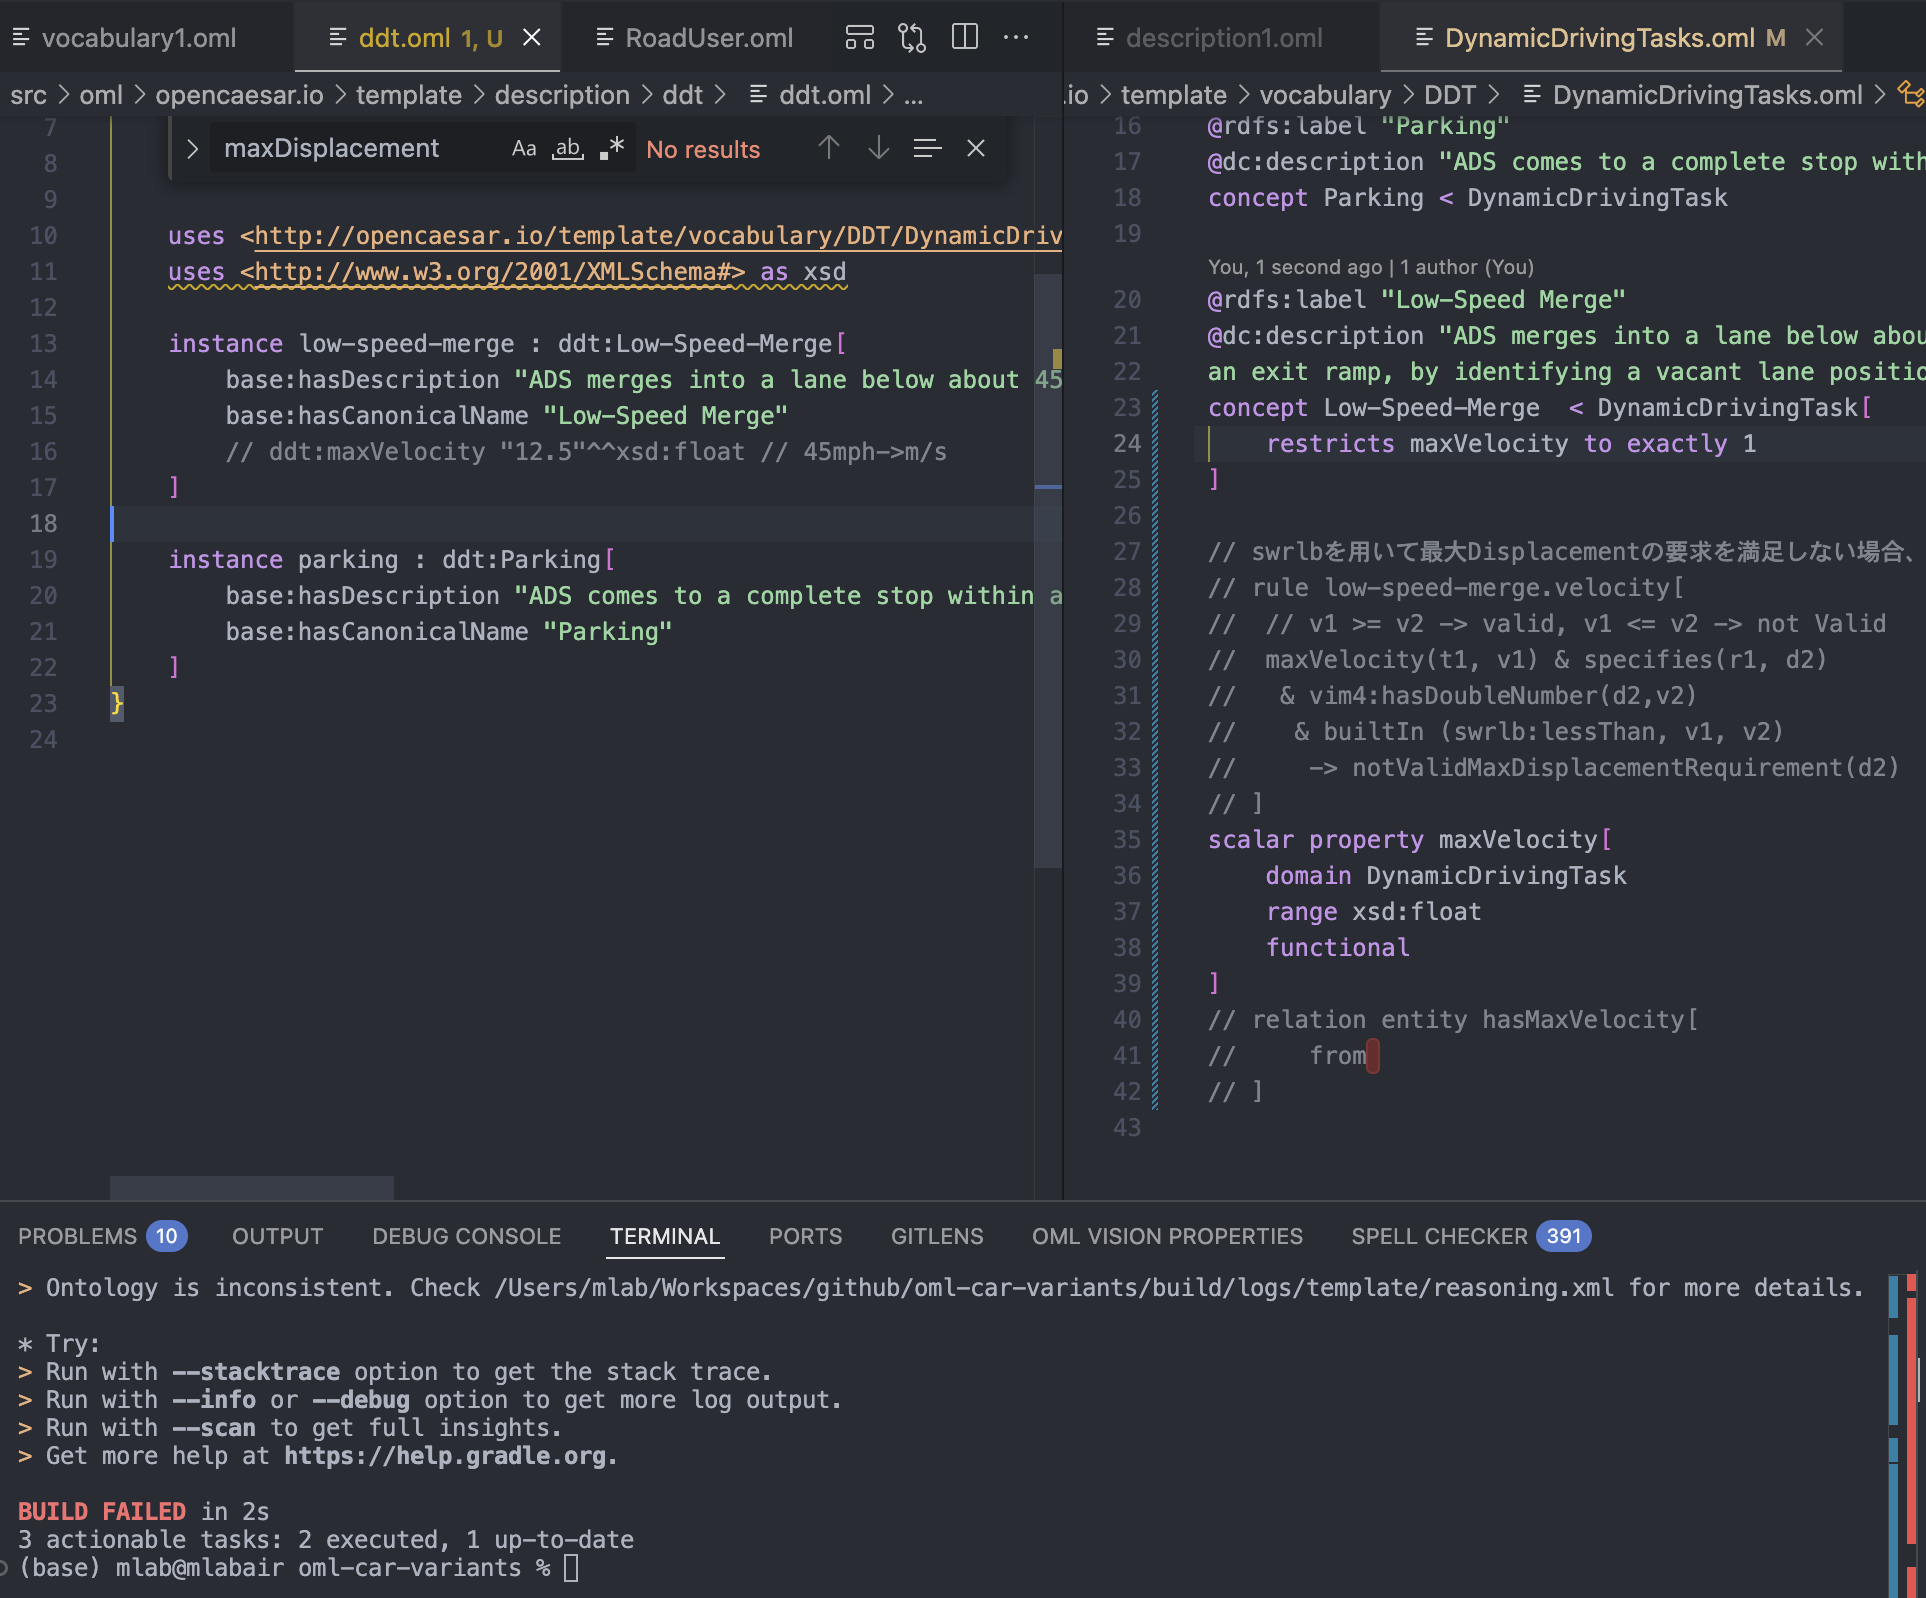 vocabulary1.oml
ddt.oml 1, U
RoadUser.oml
description1.oml
DynamicDrivingTasks.oml M
src > oml > opencaesar.io > template > description > ddt > ddt.oml > ...
.io > template > vocabulary > DDT > DynamicDrivingTasks.oml >
maxDisplacement Aa ab .* No results
7
8
9
10 uses <http://opencaesar.io/template/vocabulary/DDT/DynamicDriv
11 uses <http://www.w3.org/2001/XMLSchema#> as xsd
12
13 instance low-speed-merge : ddt:Low-Speed-Merge[
14 base:hasDescription "ADS merges into a lane below about 45
15 base:hasCanonicalName "Low-Speed Merge"
16 // ddt:maxVelocity "12.5"^^xsd:float // 45mph->m/s
17 ]
18
19 instance parking : ddt:Parking[
20 base:hasDescription "ADS comes to a complete stop within a
21 base:hasCanonicalName "Parking"
22 ]
23 }
24
16 @rdfs:label "Parking"
17 @dc:description "ADS comes to a complete stop with
18 concept Parking < DynamicDrivingTask
19
You, 1 second ago | 1 author (You)
20 @rdfs:label "Low-Speed Merge"
21 @dc:description "ADS merges into a lane below abou
22 an exit ramp, by identifying a vacant lane positio
23 concept Low-Speed-Merge < DynamicDrivingTask[
24 restricts maxVelocity to exactly 1
25 ]
26
27 // swrlbを用いて最大Displacementの要求を満足しない場合、
28 // rule low-speed-merge.velocity[
29 // // v1 >= v2 -> valid, v1 <= v2 -> not Valid
30 // maxVelocity(t1, v1) & specifies(r1, d2)
31 // & vim4:hasDoubleNumber(d2,v2)
32 // & builtIn (swrlb:lessThan, v1, v2)
33 // -> notValidMaxDisplacementRequirement(d2)
34 // ]
35 scalar property maxVelocity[
36 domain DynamicDrivingTask
37 range xsd:float
38 functional
39 ]
40 // relation entity hasMaxVelocity[
41 // from
42 // ]
43
PROBLEMS 10 OUTPUT DEBUG CONSOLE TERMINAL PORTS GITLENS OML VISION PROPERTIES SPELL CHECKER 391
> Ontology is inconsistent. Check /Users/mlab/Workspaces/github/oml-car-variants/build/logs/template/reasoning.xml for more details.
* Try:
> Run with --stacktrace option to get the stack trace.
> Run with --info or --debug option to get more log output.
> Run with --scan to get full insights.
> Get more help at https://help.gradle.org.
BUILD FAILED in 2s
3 actionable tasks: 2 executed, 1 up-to-date
(base) mlab@mlabair oml-car-variants %